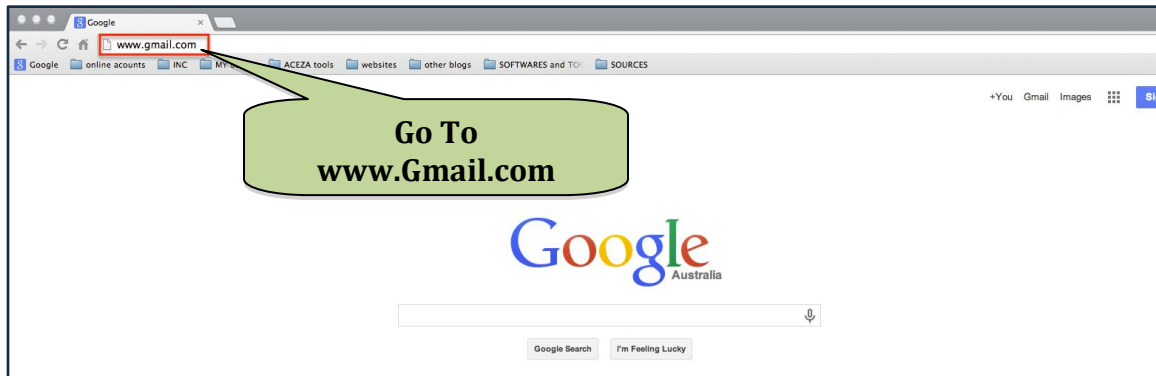 Google
www.gmail.com
Google online acounts INC ACEZA tools websites other blogs SOFTWARES and SOURCES
+You Gmail Images
Go To
www.Gmail.com
Google
Australia
Google Search I'm Feeling Lucky